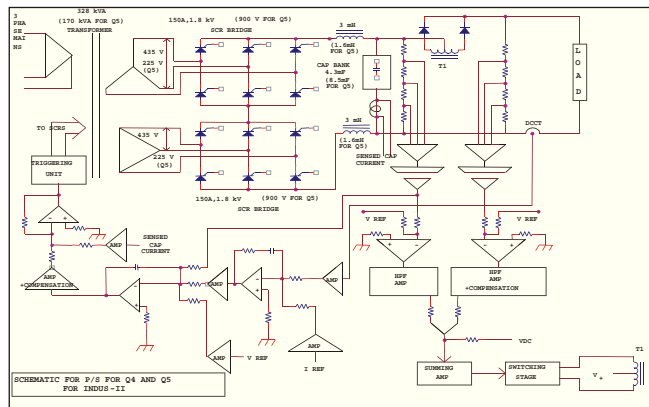 3
PHA
SE M
AINS
328 kVA
(170 kVA FOR Q5)
TRANSFORMER
150A,1.8 kV
(900 V FOR Q5)
SCR BRIDGE
435 V
225 V
(Q5)
3 mH
(1.6mH
FOR Q5)
CAP BANK
4.3mF
(8.5mF
FOR Q5)
T1
L
O
A
D
TO SCRS
435 V
225 V
(Q5)
3 mH
(1.6mH
FOR Q5)
SENSED CAP
CURRENT
DCCT
TRIGGERING
UNIT
150A,1.8 kV
(900 V FOR Q5)
SCR BRIDGE
V REF
V REF
-
+
-
+
-
+
AMP
SENSED
CAP
CURRENT
AMP
+COMPENSATION
-
+
AMP
-
+
AMP
HPF
AMP
HPF
AMP
+COMPENSATION
AMP
V REF
AMP
I REF
VDC
SUMMING
AMP
SWITCHING
STAGE
V+
T1
SCHEMATIC FOR P/S FOR Q4 AND Q5
FOR INDUS-II